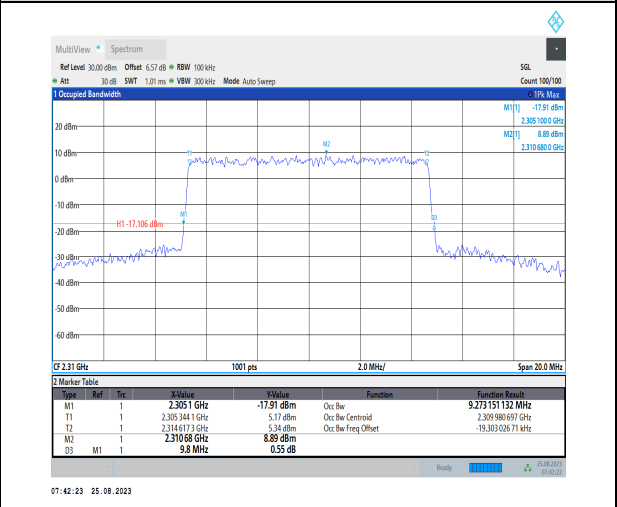 MultiView Spectrum
Ref Level 30.00 dBm Offset 6.57 dB RBW 100 kHz SGL
Att 30 dB SWT 1.01 ms VBW 300 kHz Mode Auto Sweep Count 100/100
1 Occupied Bandwidth 1Pk Max
M1[1] -17.91 dBm
2.305 100 0 GHz
M2[1] 8.89 dBm
2.310 680 0 GHz
20 dBm
10 dBm
0 dBm
-10 dBm
-20 dBm
-30 dBm
-40 dBm
-50 dBm
-60 dBm
T1
M2
T2
M1
D3
H1 -17.106 dBm
CF 2.31 GHz 1001 pts 2.0 MHz/ Span 20.0 MHz
2 Marker Table
Type Ref Trc X-Value Y-Value Function Function Result
M1 1 2.3051 GHz -17.91 dBm Occ Bw 9.273 151 132 MHz
T1 1 2.305 344 1 GHz 5.17 dBm Occ Bw Centroid 2.309 980 697 GHz
T2 1 2.314 617 3 GHz 5.34 dBm Occ Bw Freq Offset -19.303 026 71 kHz
M2 1 2.310 68 GHz 8.89 dBm
D3 M1 1 9.8 MHz 0.55 dB
Ready 25.08.2023
07:42:22
07:42:23 25.08.2023